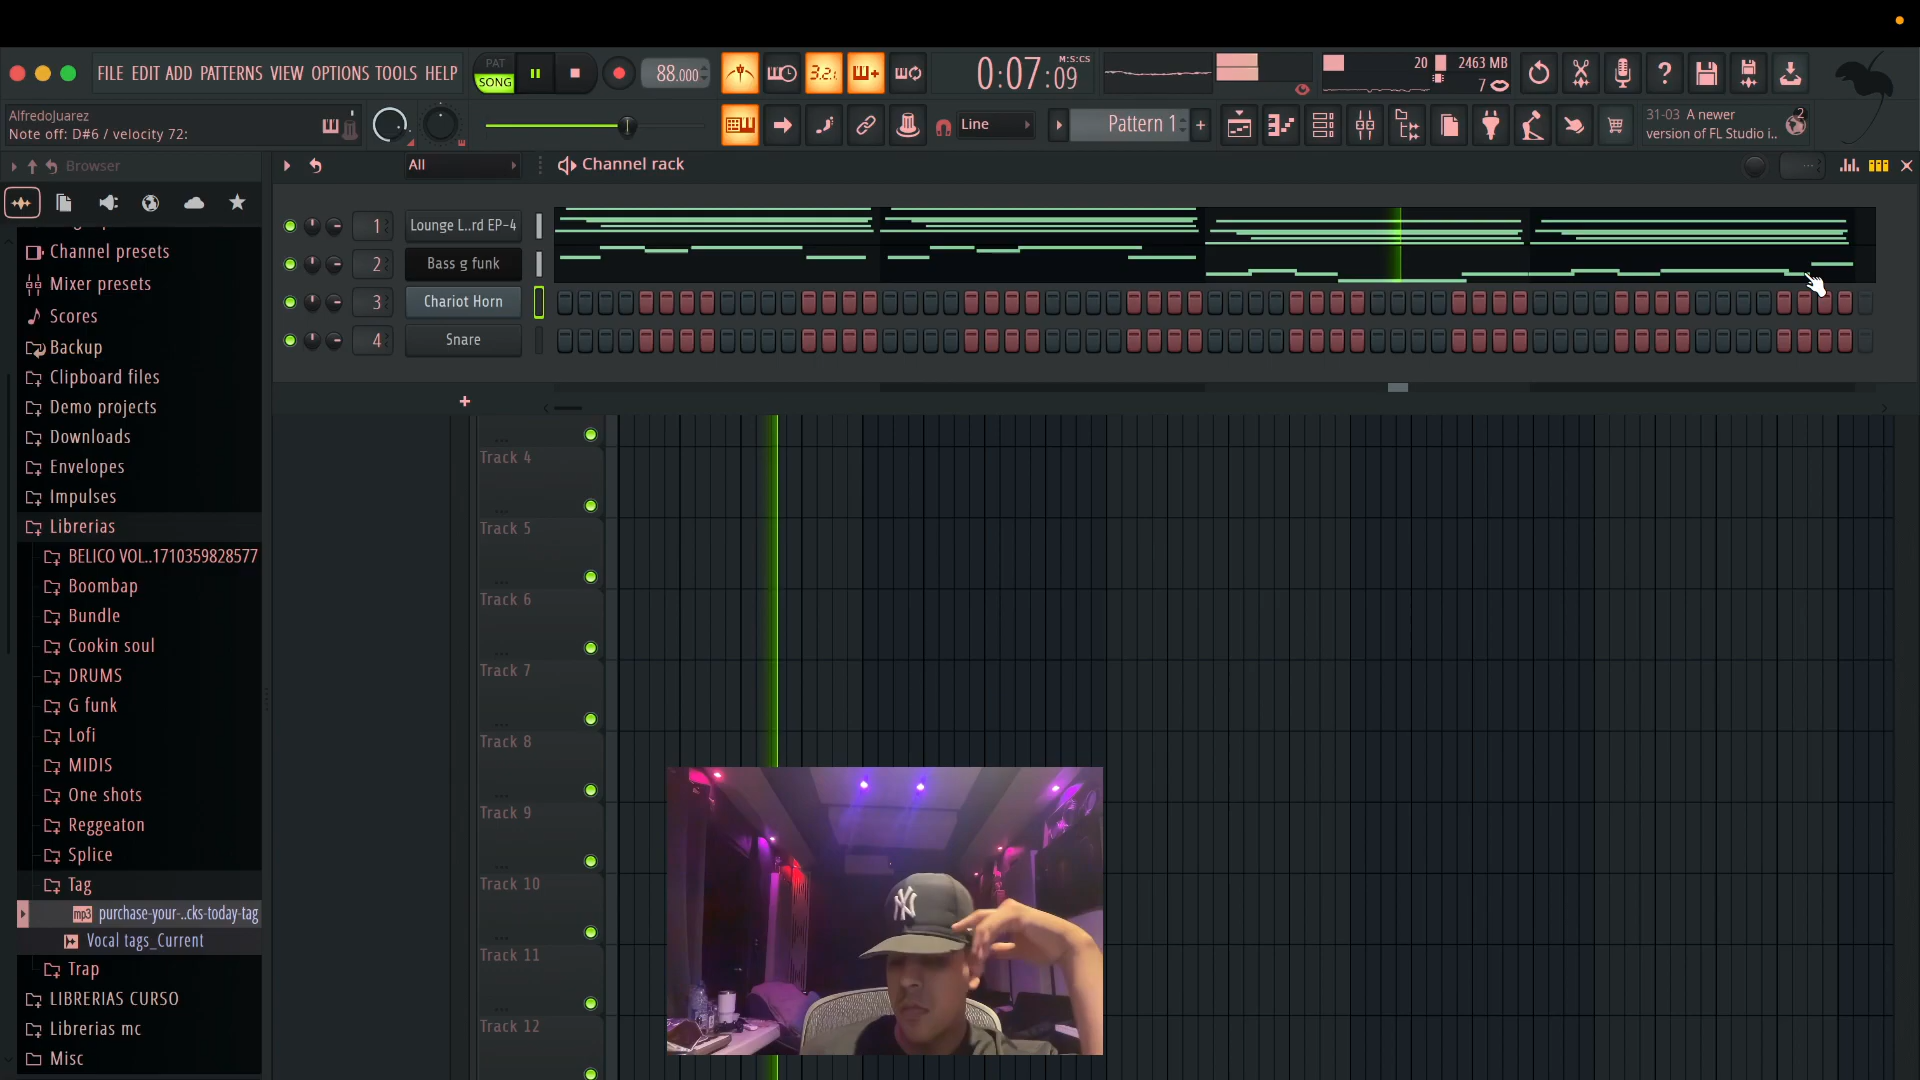 FILE EDIT ADD PATTERNS VIEW OPTIONS TOOLS HELP
PAT
SONG
88.000
3.2.
0:07:09
M:S:CS
20
2463 MB
7
AlfredoJuarez
Note off: D#6 / velocity 72:
Line
Pattern 1
+
31-03 A newer
version of FL Studio i..
2
Browser
All
Channel rack
Channel presets
Mixer presets
Scores
Backup
Clipboard files
Demo projects
Downloads
Envelopes
Impulses
Librerias
BELICO VOL..1710359828577
Boombap
Bundle
Cookin soul
DRUMS
G funk
Lofi
MIDIS
One shots
Reggeaton
Splice
Tag
mp3 purchase-your-..cks-today-tag
Vocal tags_Current
Trap
LIBRERIAS CURSO
Librerias mc
Misc
1 Lounge L..rd EP-4
2 Bass g funk
3 Chariot Horn
4 Snare
+
Track 4
Track 5
Track 6
Track 7
Track 8
Track 9
Track 10
Track 11
Track 12
NY